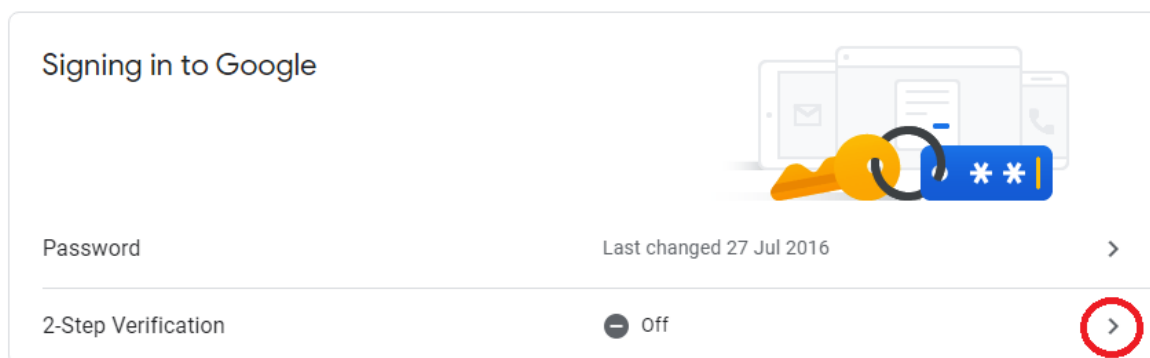 Signing in to Google
**
Password Last changed 27 Jul 2016
2-Step Verification Off